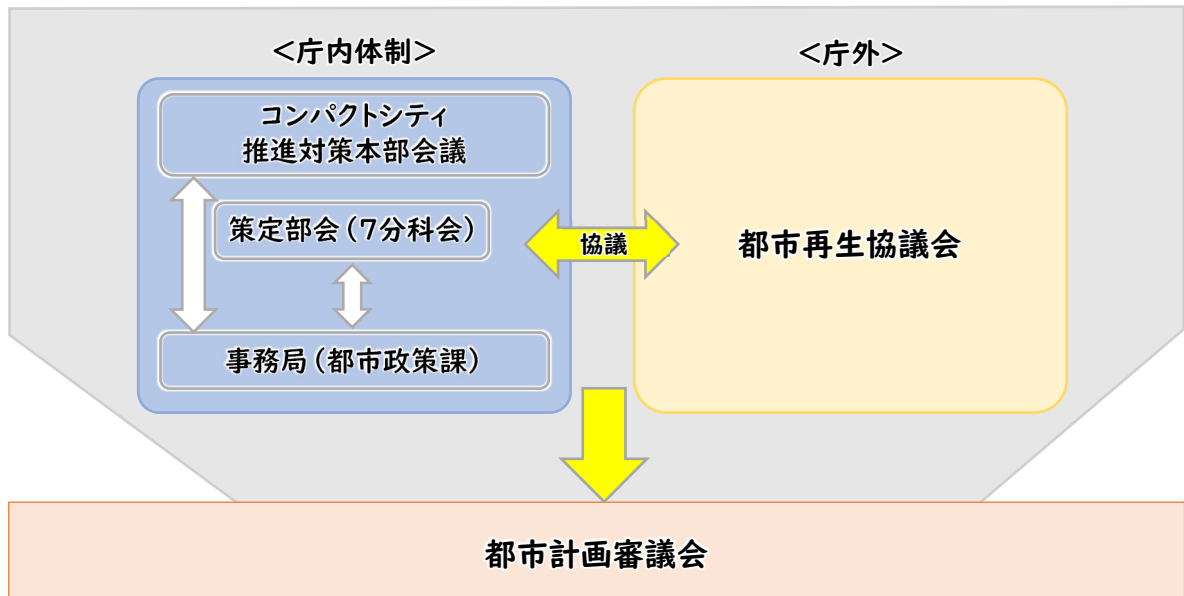 <庁内体制>
コンパクトシティ
推進対策本部会議
策定部会(7分科会)
事務局(都市政策課)
協議
<庁外>
都市再生協議会
都市計画審議会